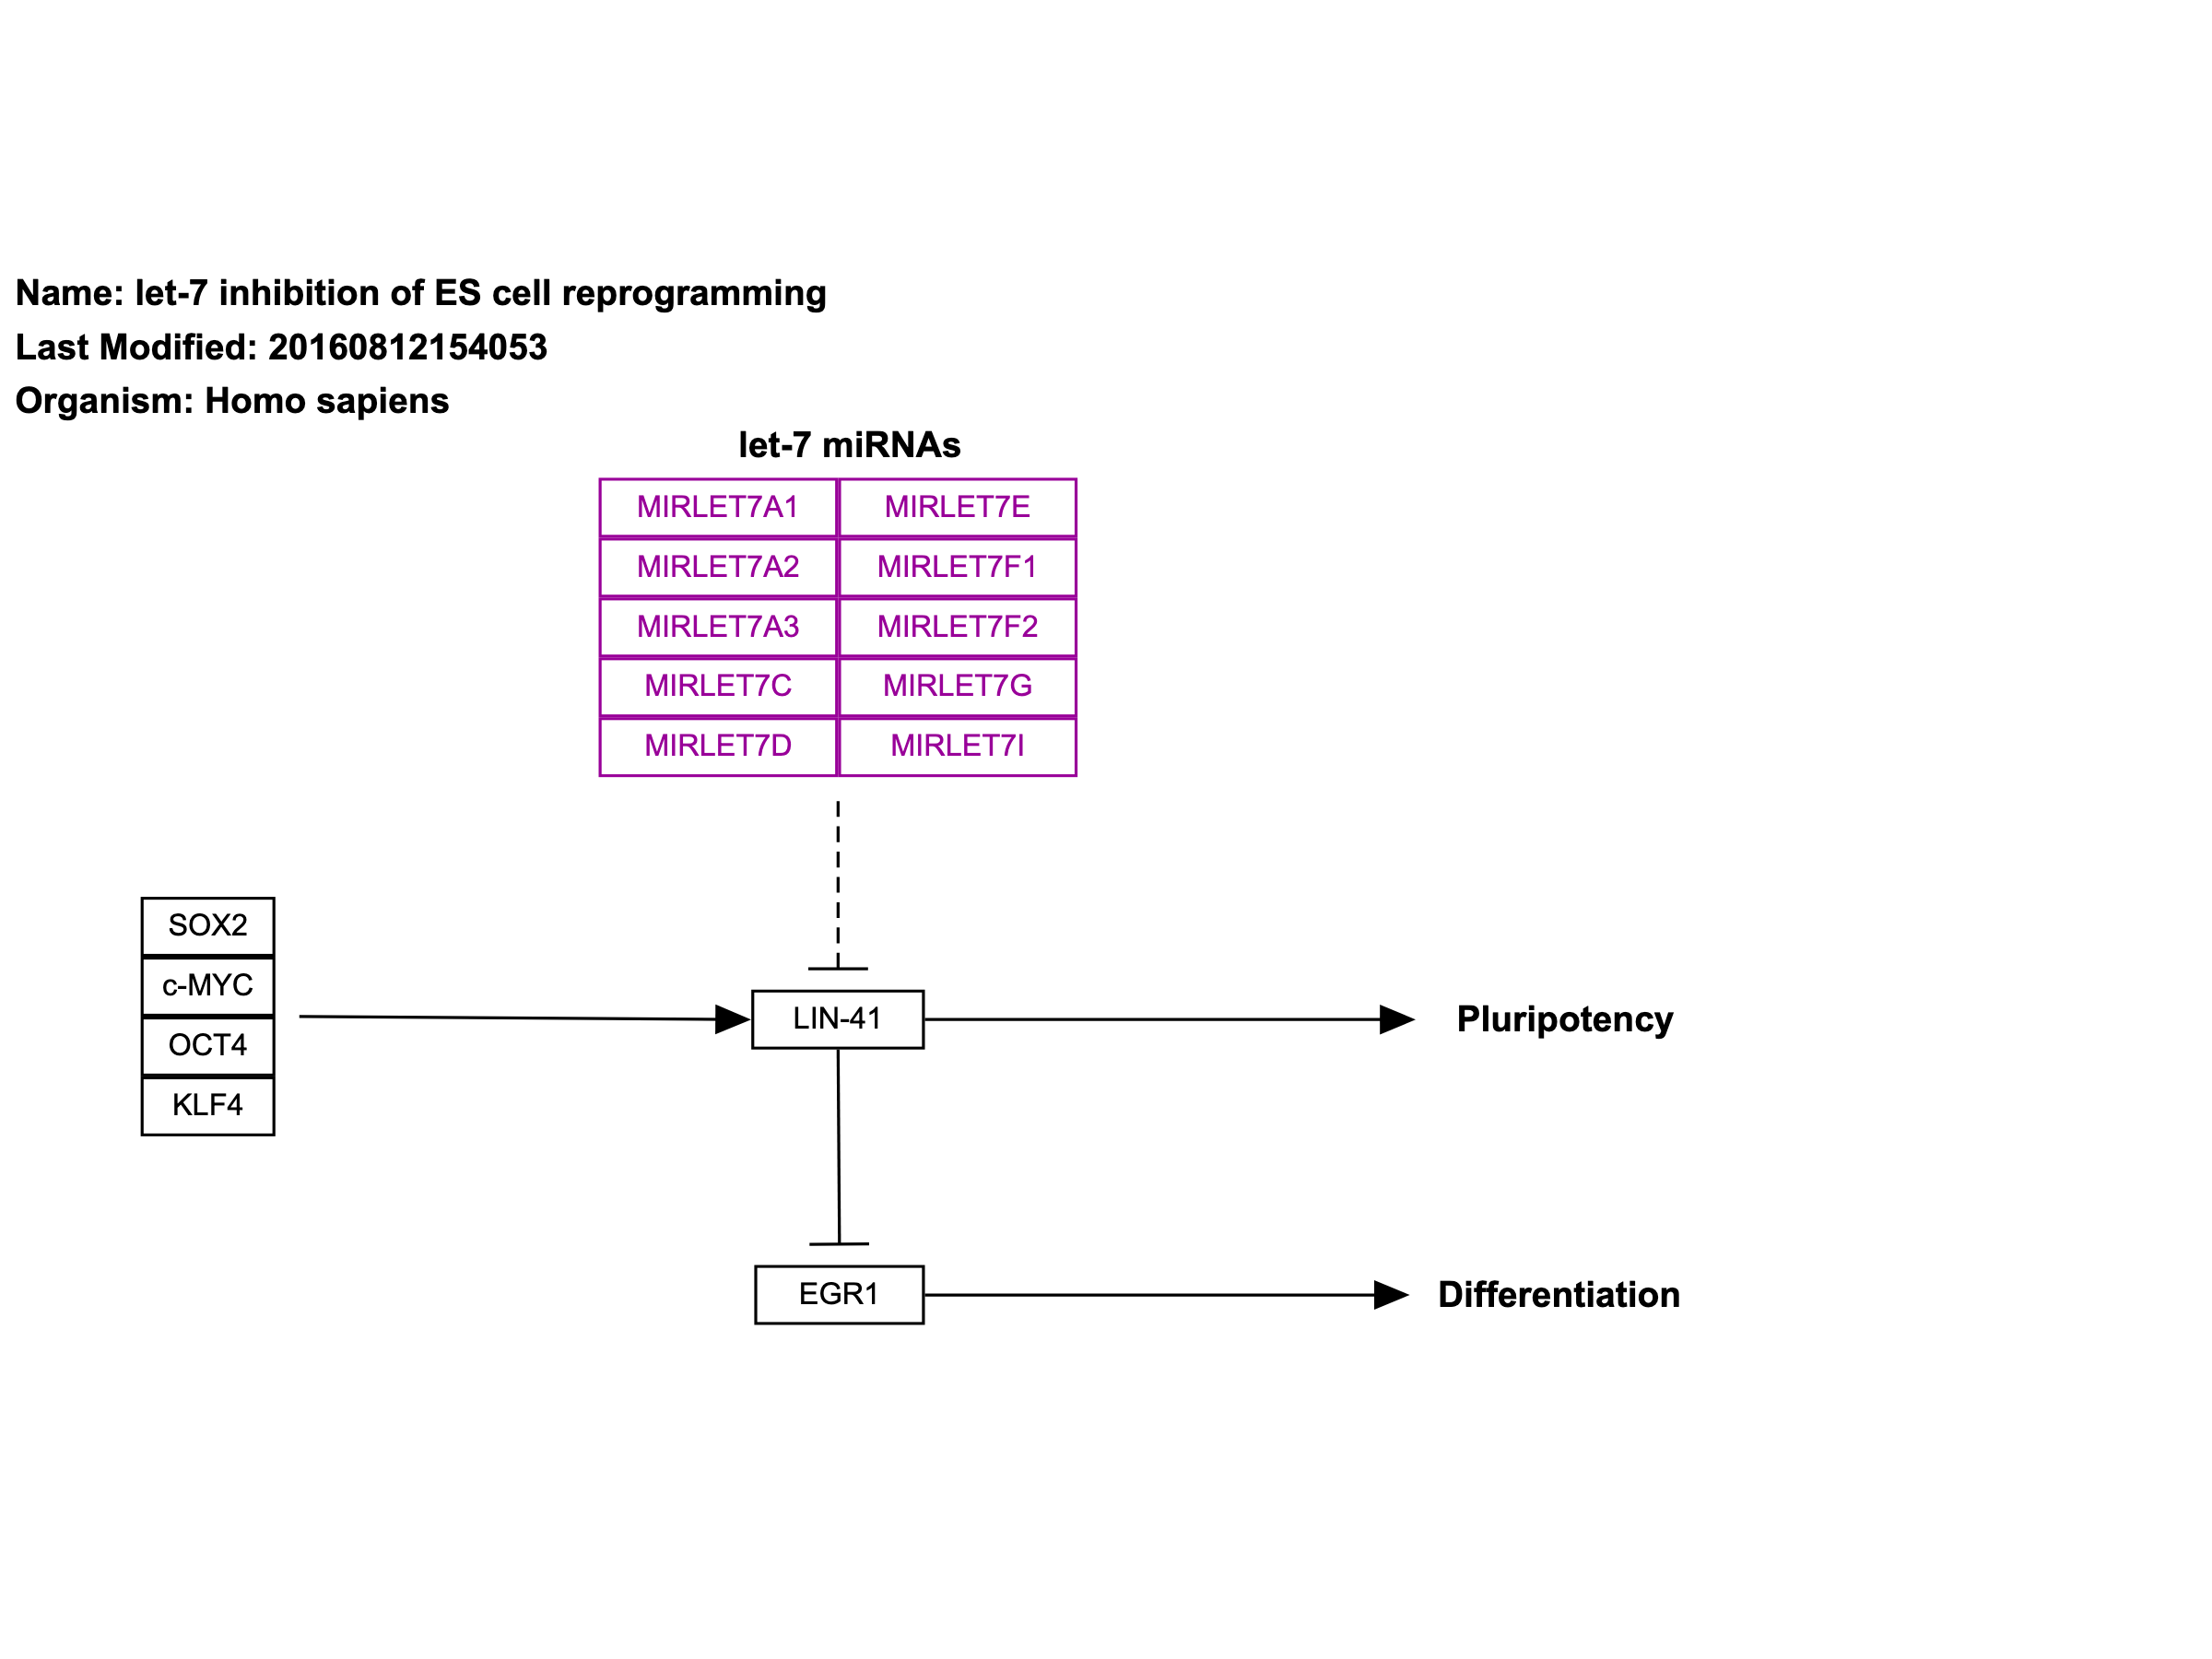 Name: let-7 inhibition of ES cell reprogramming
Last Modified: 20160812154053
Organism: Homo sapiens
let-7 miRNAs
MIRLET7A1 MIRLET7E
MIRLET7A2 MIRLET7F1
MIRLET7A3 MIRLET7F2
MIRLET7C MIRLET7G
MIRLET7D MIRLET7I
SOX2
c-MYC
OCT4
KLF4
LIN-41
Pluripotency
EGR1
Differentiation